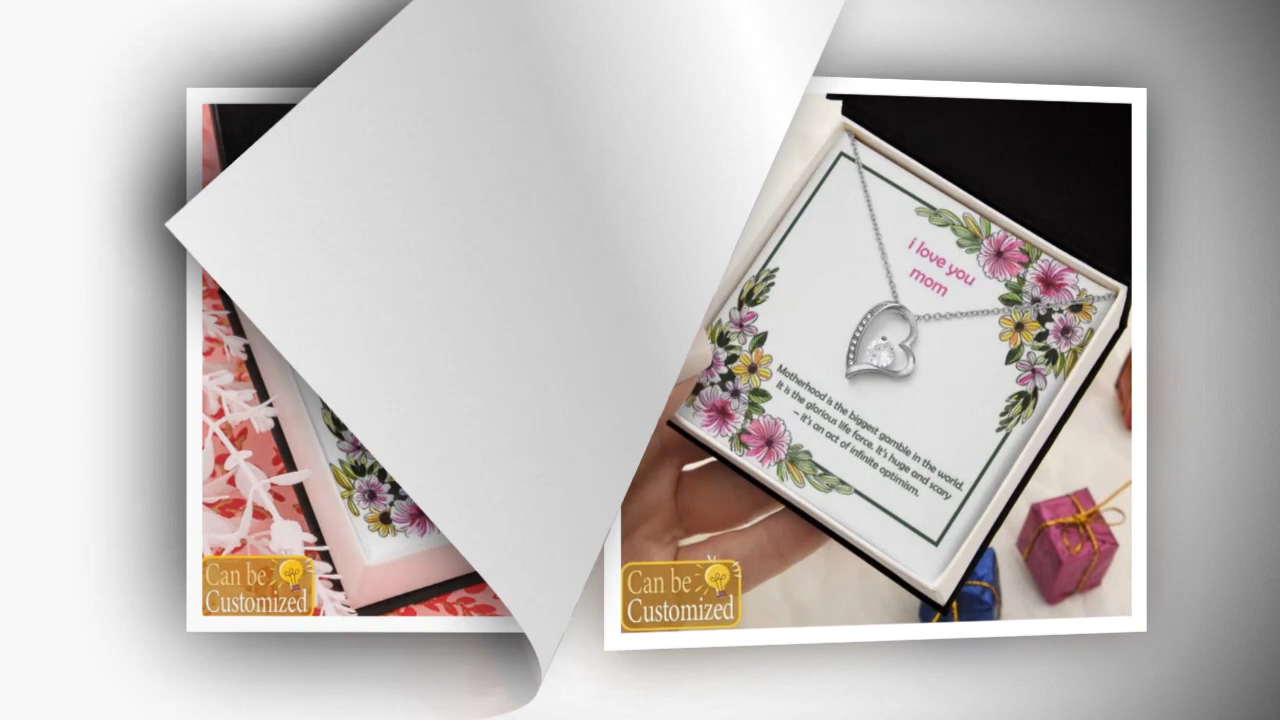 i love you
mom
Motherhood is the biggest gamble in the world.
It is the glorious life force. It's huge and scary
– it's an act of infinite optimism.
Can be
Customized
Can be
Customized